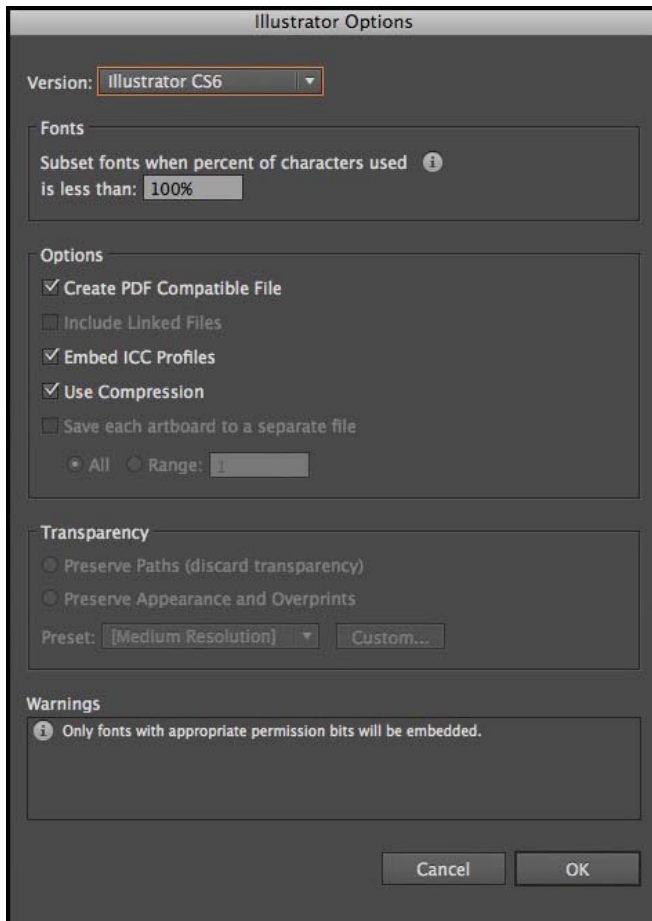 Illustrator Options
Version: Illustrator CS6
Fonts
Subset fonts when percent of characters used
is less than: 100%
Options
Create PDF Compatible File
Include Linked Files
Embed ICC Profiles
Use Compression
Save each artboard to a separate file
All Range: 1
Transparency
Preserve Paths (discard transparency)
Preserve Appearance and Overprints
Preset: [Medium Resolution] Custom...
Warnings
Only fonts with appropriate permission bits will be embedded.
Cancel OK